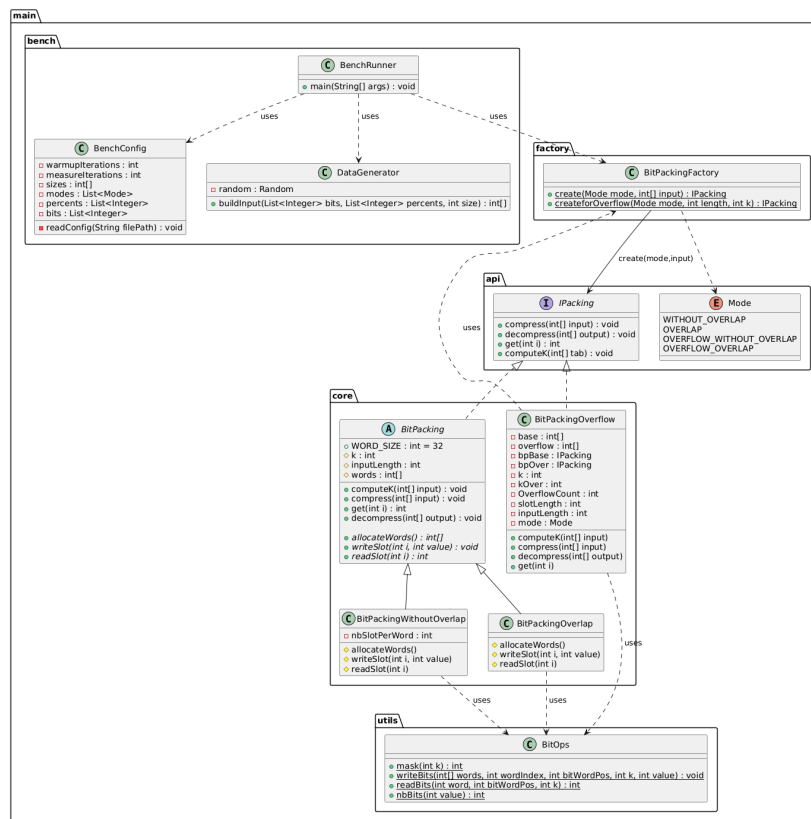 main
bench
C BenchRunner
main(String[] args) : void
uses
uses
uses
C BenchConfig
warmupIterations : int
measureIterations : int
sizes : int[]
modes : List<Mode>
percents : List<Integer>
bits : List<Integer>
readConfig(String filePath) : void
C DataGenerator
random : Random
buildInput(List<Integer> bits, List<Integer> percents, int size) : int[]
factory
C BitPackingFactory
create(Mode mode, int[] input) : IPacking
createforOverflow(Mode mode, int length, int k) : IPacking
create(mode,input)
uses
api
I IPacking
compress(int[] input) : void
decompress(int[] output) : void
get(int i) : int
computeK(int[] tab) : void
E Mode
WITHOUT_OVERLAP
OVERLAP
OVERFLOW_WITHOUT_OVERLAP
OVERFLOW_OVERLAP
core
A BitPacking
WORD_SIZE : int = 32
k : int
inputLength : int
words : int[]
computeK(int[] input) : void
compress(int[] input) : void
get(int i) : int
decompress(int[] output) : void
allocateWords() : int[]
writeSlot(int i, int value) : void
readSlot(int i) : int
C BitPackingOverflow
base : int[]
overflow : int[]
bpBase : IPacking
bpOver : IPacking
k : int
kOver : int
OverflowCount : int
slotLength : int
inputLength : int
mode : Mode
computeK(int[] input)
compress(int[] input)
decompress(int[] output)
get(int i)
C BitPackingWithoutOverlap
nbSlotPerWord : int
allocateWords()
writeSlot(int i, int value)
readSlot(int i)
C BitPackingOverlap
allocateWords()
writeSlot(int i, int value)
readSlot(int i)
uses
uses
uses
utils
C BitOps
mask(int k) : int
writeBits(int[] words, int wordIndex, int bitWordPos, int k, int value) : void
readBits(int word, int bitWordPos, int k) : int
nbBits(int value) : int